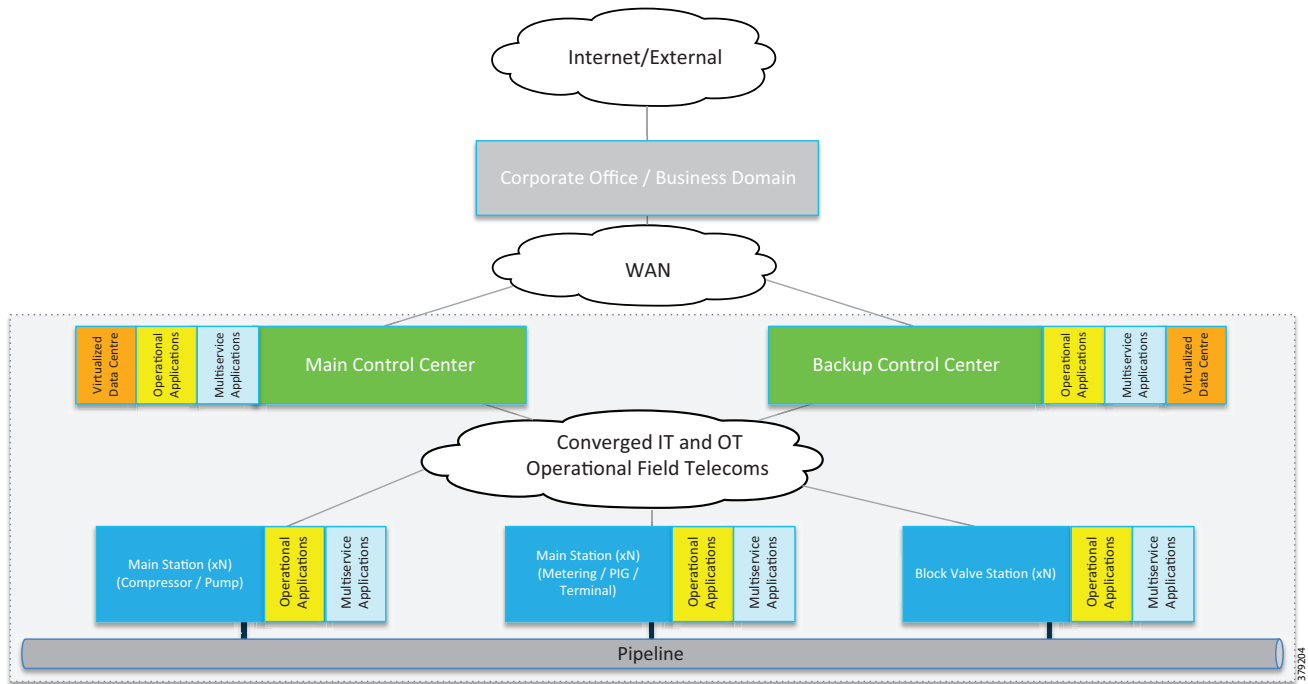 Internet/External
Corporate Office / Business Domain
WAN
Virtualized
Data Centre
Operational
Applications
Multiservice
Applications
Main Control Center
Backup Control Center
Operational
Applications
Multiservice
Applications
Virtualized
Data Centre
Converged IT and OT
Operational Field Telecoms
Main Station (xN)
(Compressor / Pump)
Operational
Applications
Multiservice
Applications
Main Station (xN)
(Metering / PIG /
Terminal)
Operational
Applications
Multiservice
Applications
Block Valve Station (xN)
Operational
Applications
Multiservice
Applications
Pipeline
379204